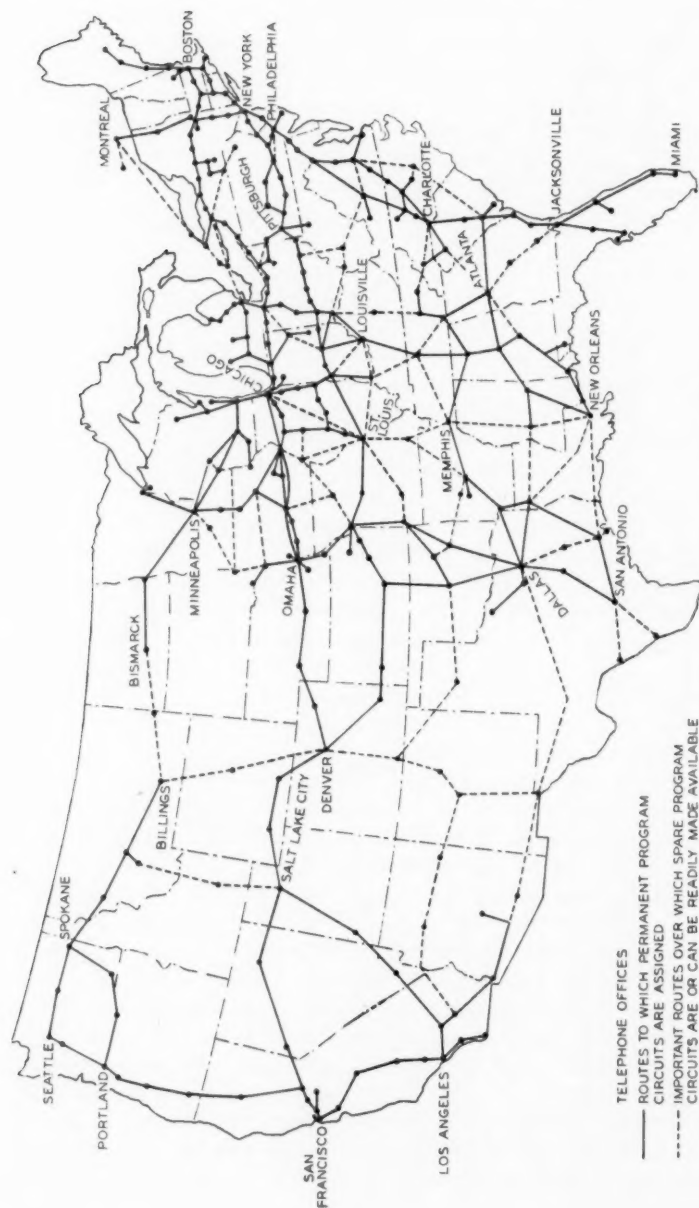 SEATTLE
SPOKANE
PORTLAND
BILLINGS
BISMARCK
MINNEAPOLIS
MONTREAL
BOSTON
NEW YORK
PHILADELPHIA
PITTSBURGH
CHICAGO
OMAHA
SALT LAKE CITY
DENVER
SAN
FRANCISCO
ST.
LOUIS
LOUISVILLE
CHARLOTTE
LOS ANGELES
MEMPHIS
ATLANTA
DALLAS
JACKSONVILLE
SAN ANTONIO
NEW ORLEANS
MIAMI
TELEPHONE OFFICES
ROUTES TO WHICH PERMANENT PROGRAM
CIRCUITS ARE ASSIGNED
IMPORTANT ROUTES OVER WHICH SPARE PROGRAM
CIRCUITS ARE OR CAN BE READILY MADE AVAILABLE